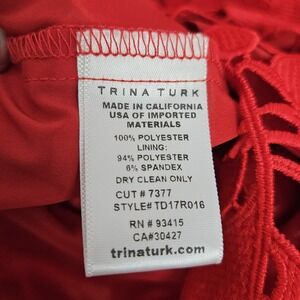 TRINA TURK
MADE IN CALIFORNIA
USA OF IMPORTED
MATERIALS
100% POLYESTER
LINING:
94% POLYESTER
6% SPANDEX
DRY CLEAN ONLY
CUT # 7377
STYLE# TD17R016
RN # 93415
CA#30427
trinaturk.com